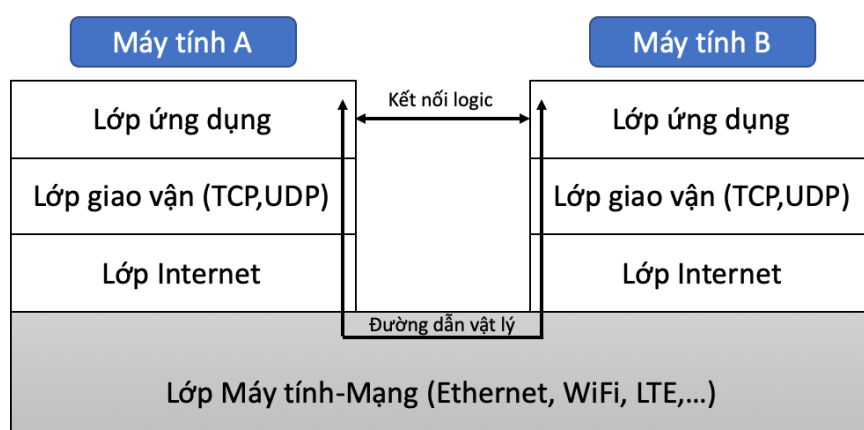 Máy tính A
Máy tính B
Lớp ứng dụng
Kết nối logic
Lớp ứng dụng
Lớp giao vận (TCP,UDP)
Lớp giao vận (TCP,UDP)
Lớp Internet
Lớp Internet
Đường dẫn vật lý
Lớp Máy tính-Mạng (Ethernet, WiFi, LTE,...)